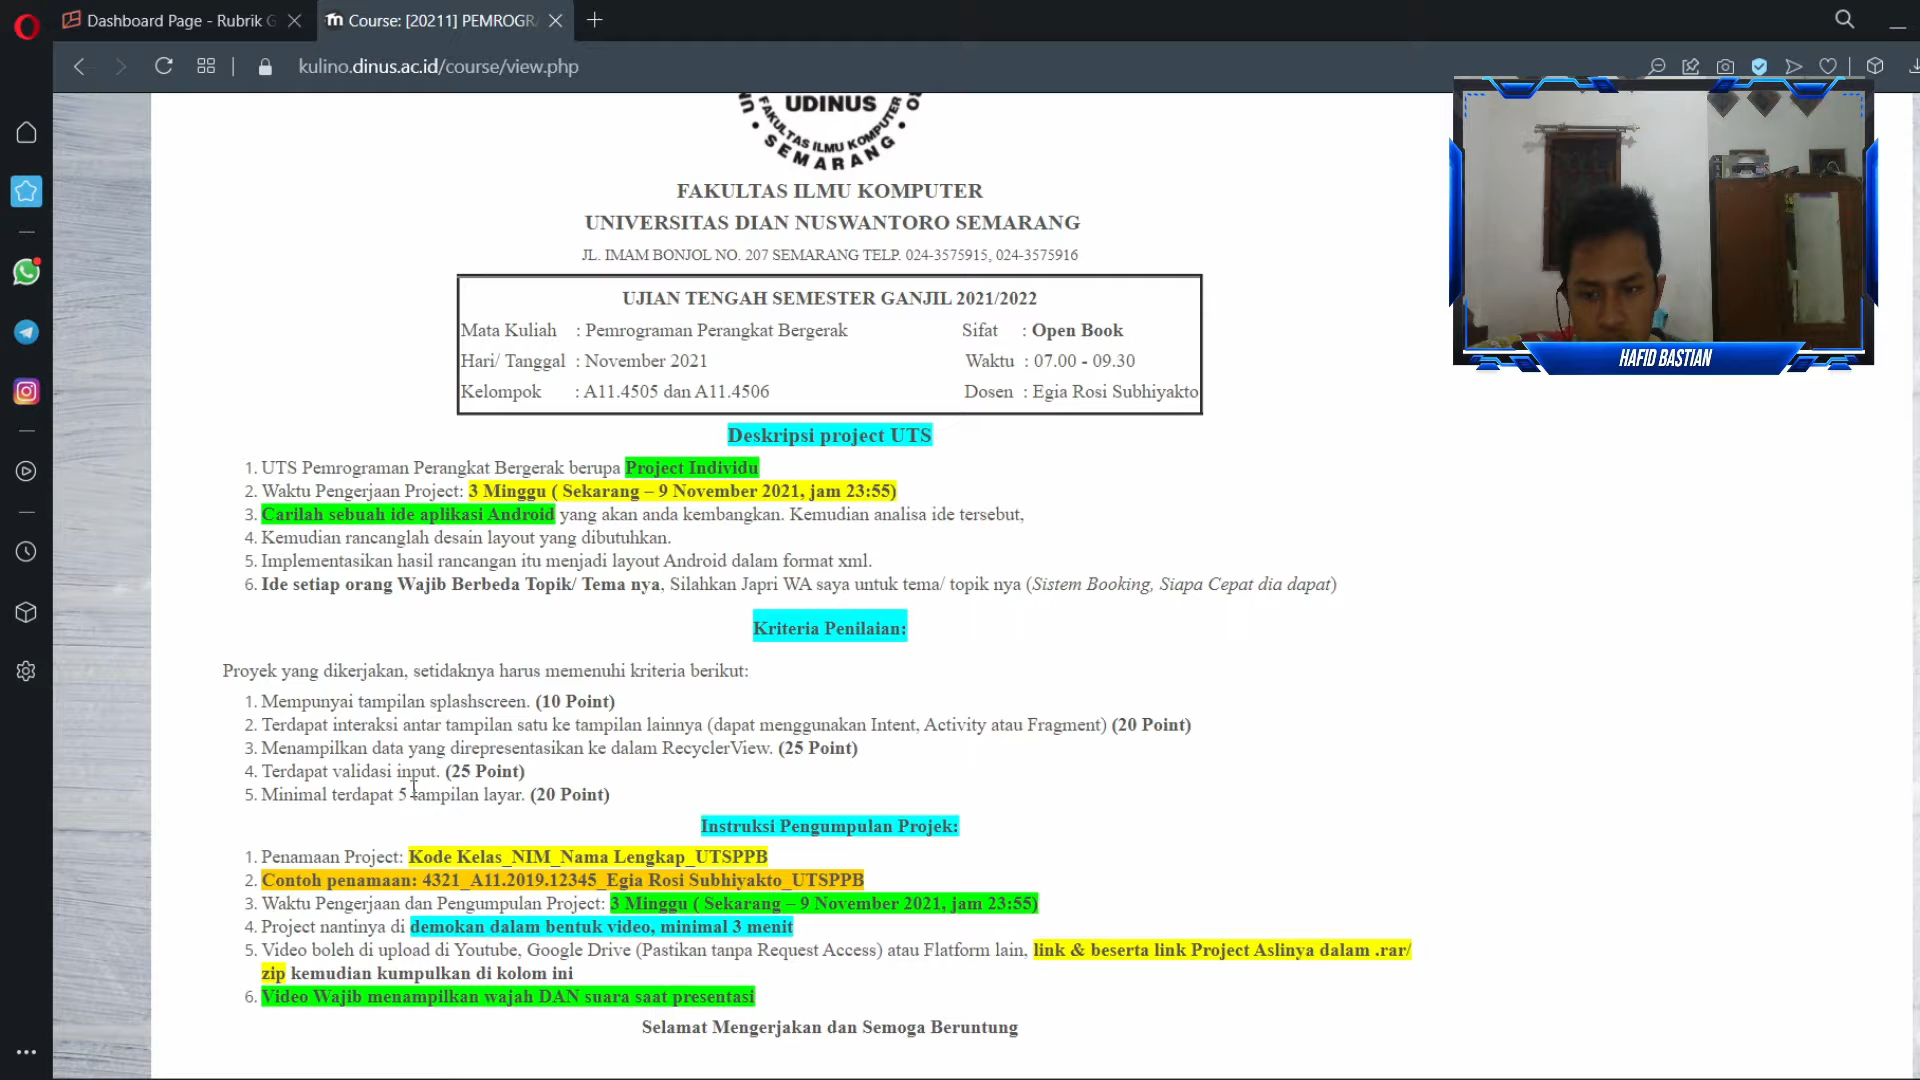 Dashboard Page - Rubrik G
Course: [20211] PEMROGR
kulino.dinus.ac.id/course/view.php
UDINUS
FAKULTAS ILMU KOMPUTER
SEMARANG
FAKULTAS ILMU KOMPUTER
UNIVERSITAS DIAN NUSWANTORO SEMARANG
JL. IMAM BONJOL NO. 207 SEMARANG TELP. 024-3575915, 024-3575916
UJIAN TENGAH SEMESTER GANJIL 2021/2022
Mata Kuliah : Pemrograman Perangkat Bergerak Sifat : Open Book
Hari/ Tanggal : November 2021 Waktu : 07.00 - 09.30
Kelompok : A11.4505 dan A11.4506 Dosen : Egia Rosi Subhiyakto
HAFID BASTIAN
Deskripsi project UTS
1. UTS Pemrograman Perangkat Bergerak berupa Project Individu
2. Waktu Pengerjaan Project: 3 Minggu ( Sekarang – 9 November 2021, jam 23:55)
3. Carilah sebuah ide aplikasi Android yang akan anda kembangkan. Kemudian analisa ide tersebut,
4. Kemudian rancanglah desain layout yang dibutuhkan.
5. Implementasikan hasil rancangan itu menjadi layout Android dalam format xml.
6. Ide setiap orang Wajib Berbeda Topik/ Tema nya, Silahkan Japri WA saya untuk tema/ topik nya (Sistem Booking, Siapa Cepat dia dapat)
Kriteria Penilaian:
Proyek yang dikerjakan, setidaknya harus memenuhi kriteria berikut:
1. Mempunyai tampilan splashscreen. (10 Point)
2. Terdapat interaksi antar tampilan satu ke tampilan lainnya (dapat menggunakan Intent, Activity atau Fragment) (20 Point)
3. Menampilkan data yang direpresentasikan ke dalam RecyclerView. (25 Point)
4. Terdapat validasi input. (25 Point)
5. Minimal terdapat 5 tampilan layar. (20 Point)
Instruksi Pengumpulan Projek:
1. Penamaan Project: Kode Kelas_NIM_Nama Lengkap_UTSPPB
2. Contoh penamaan: 4321_A11.2019.12345_Egia Rosi Subhiyakto_UTSPPB
3. Waktu Pengerjaan dan Pengumpulan Project: 3 Minggu ( Sekarang – 9 November 2021, jam 23:55)
4. Project nantinya di demokan dalam bentuk video, minimal 3 menit
5. Video boleh di upload di Youtube, Google Drive (Pastikan tanpa Request Access) atau Flatform lain, link & beserta link Project Aslinya dalam .rar/
zip kemudian kumpulkan di kolom ini
6. Video Wajib menampilkan wajah DAN suara saat presentasi
Selamat Mengerjakan dan Semoga Beruntung